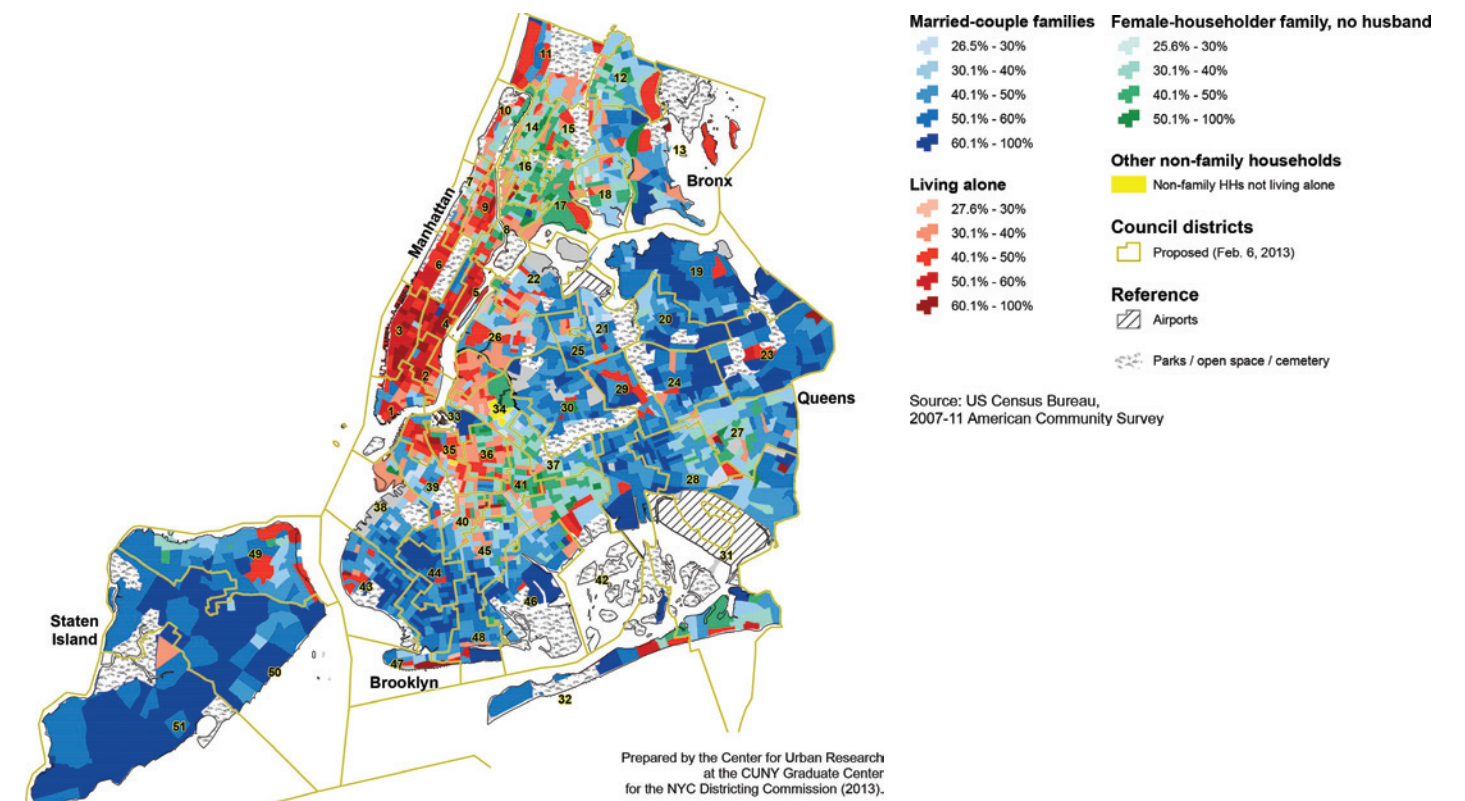 Married-couple families
26.5% - 30%
30.1% - 40%
40.1% - 50%
50.1% - 60%
60.1% - 100%
Living alone
27.6% - 30%
30.1% - 40%
40.1% - 50%
50.1% - 60%
60.1% - 100%
Female-householder family, no husband
25.6% - 30%
30.1% - 40%
40.1% - 50%
50.1% - 100%
Other non-family households
Non-family HHs not living alone
Council districts
Proposed (Feb. 6, 2013)
Reference
Airports
Parks / open space / cemetery
Source: US Census Bureau,
2007-11 American Community Survey
11
12
10
14
15
13
16
Bronx
7
18
9
17
8
Manhattan
6
22
19
5
3
4
20
21
26
25
23
2
24
29
1
34
30
Queens
33
27
35
36
37
39
41
28
38
40
45
31
49
44
42
43
46
Staten
Island
48
47
50
Brooklyn
32
51
Prepared by the Center for Urban Research
at the CUNY Graduate Center
for the NYC Districting Commission (2013).